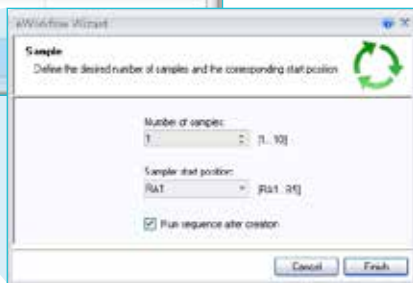 eWorkflow Wizard
Sample
Define the desired number of samples and the corresponding start position
Number of samples:
1 [1..10]
Sampler start position:
RA1 [RA1..
Run sequence after creation
Cancel Finish